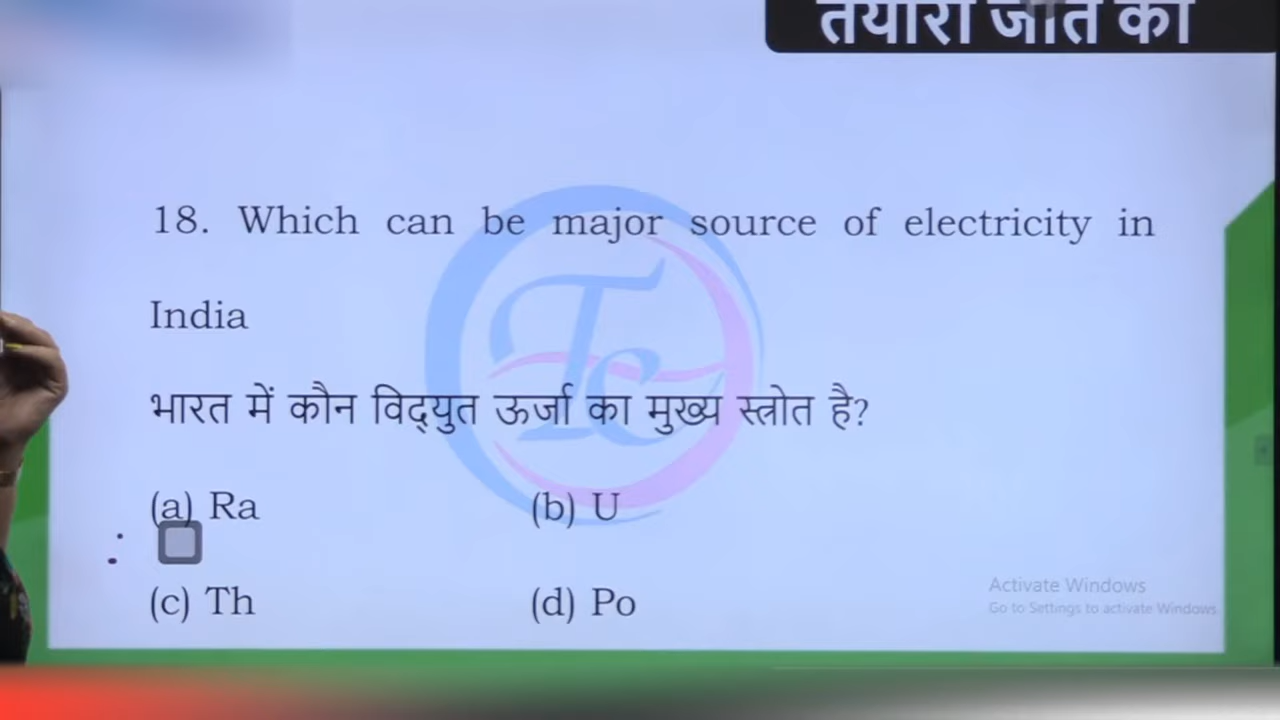 तैयारी जीत की
18. Which can be major source of electricity in
India
भारत में कौन विद्युत ऊर्जा का मुख्य स्त्रोत है?
(a) Ra (b) U
(c) Th (d) Po
Activate Windows
Go to Settings to activate Windows.
Tc